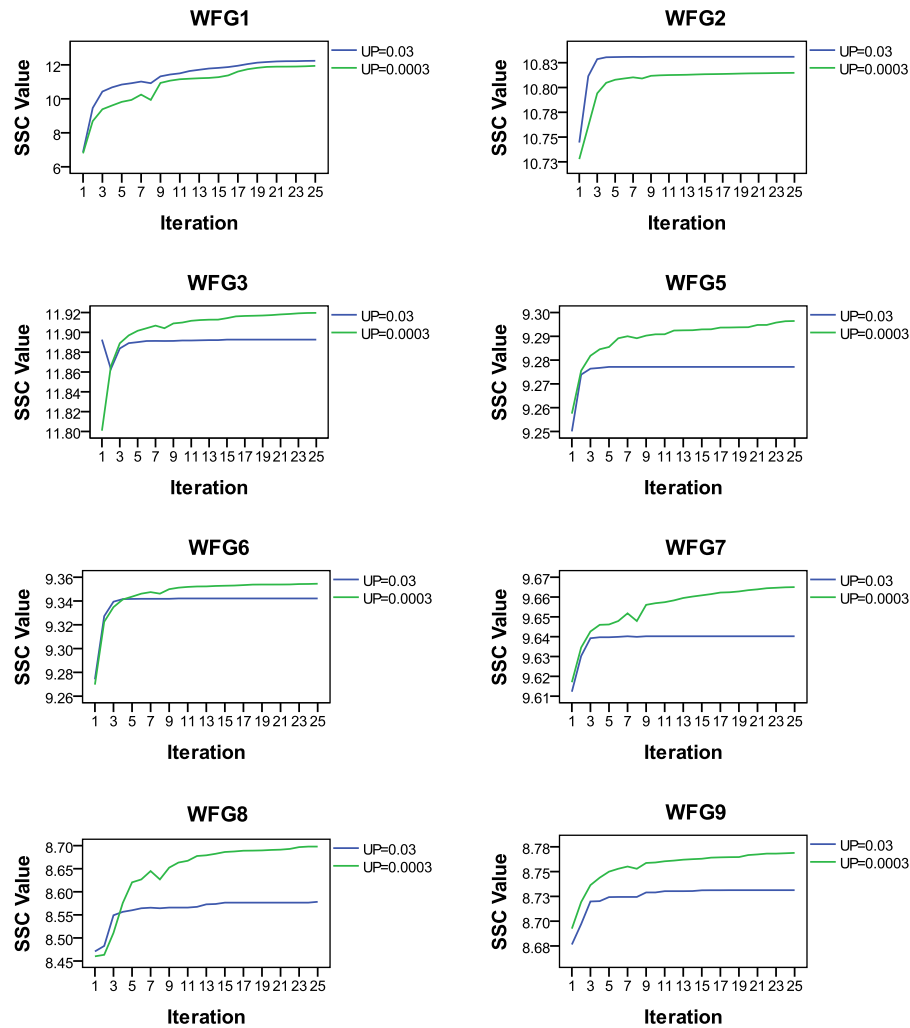 WFG1
SSC Value
12
10
8
6
1 3 5 7 9 11 13 15 17 19 21 23 25
Iteration
UP=0.03
UP=0.0003
WFG2
SSC Value
10.83
10.80
10.78
10.75
10.73
1 3 5 7 9 11 13 15 17 19 21 23 25
Iteration
UP=0.03
UP=0.0003
WFG3
SSC Value
11.92
11.90
11.88
11.86
11.84
11.82
11.80
1 3 5 7 9 11 13 15 17 19 21 23 25
Iteration
UP=0.03
UP=0.0003
WFG5
SSC Value
9.30
9.29
9.28
9.27
9.26
9.25
1 3 5 7 9 11 13 15 17 19 21 23 25
Iteration
UP=0.03
UP=0.0003
WFG6
SSC Value
9.36
9.34
9.32
9.30
9.28
9.26
1 3 5 7 9 11 13 15 17 19 21 23 25
Iteration
UP=0.03
UP=0.0003
WFG7
SSC Value
9.67
9.66
9.64
9.63
9.62
9.61
1 3 5 7 9 11 13 15 17 19 21 23 25
Iteration
UP=0.03
UP=0.0003
WFG8
SSC Value
8.70
8.65
8.60
8.55
8.50
8.45
1 3 5 7 9 11 13 15 17 19 21 23 25
Iteration
UP=0.03
UP=0.0003
WFG9
SSC Value
8.78
8.75
8.73
8.70
8.68
1 3 5 7 9 11 13 15 17 19 21 23 25
Iteration
UP=0.03
UP=0.0003